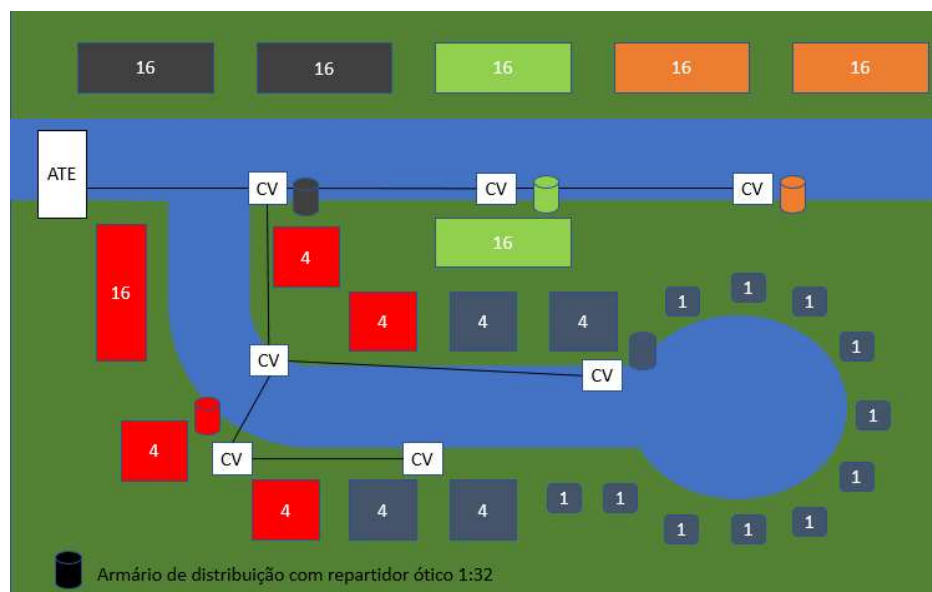 16 16 16 16 16
ATE
CV CV CV
16
4
16
1 1 1
4 4 4
1
CV CV
1
4
CV CV
1
4 4 4 1 1
1 1 1
Armário de distribuição com repartidor ótico 1:32